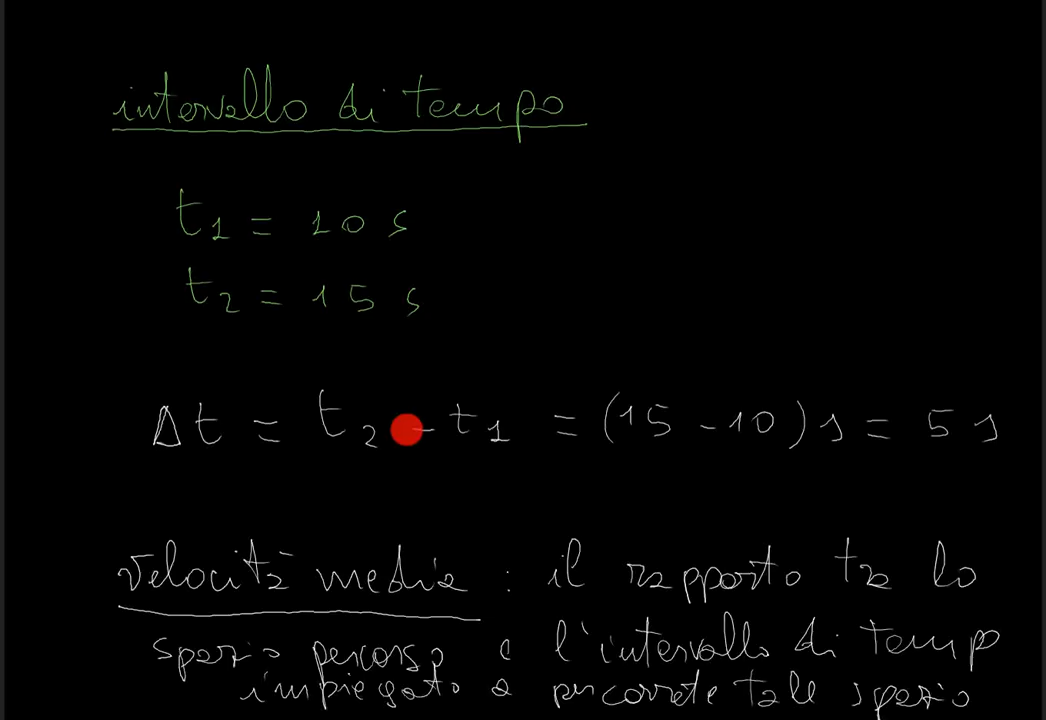 intervallo di tempo
t₁ = 10 s
t₂ = 15 s
Δt = t₂ - t₁ = (15 - 10) s = 5 s
velocità media : il rapporto tra lo
spazio percorso e l'intervallo di tempo
impiegato a percorrere tale spazio